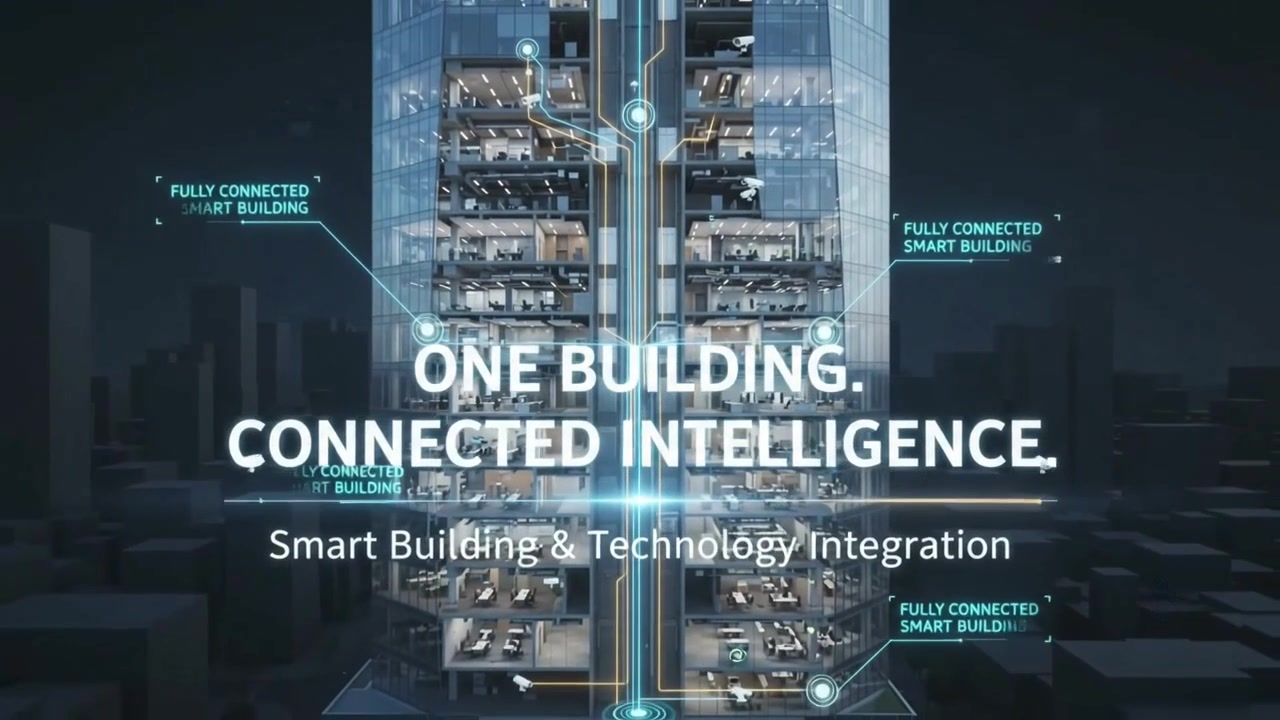 FULLY CONNECTED
SMART BUILDING
FULLY CONNECTED
SMART BUILDING
ONE BUILDING.
CONNECTED INTELLIGENCE.
CONNECTED
BUILDING
Smart Building & Technology Integration
FULLY CONNECTED
SMART BUILDING